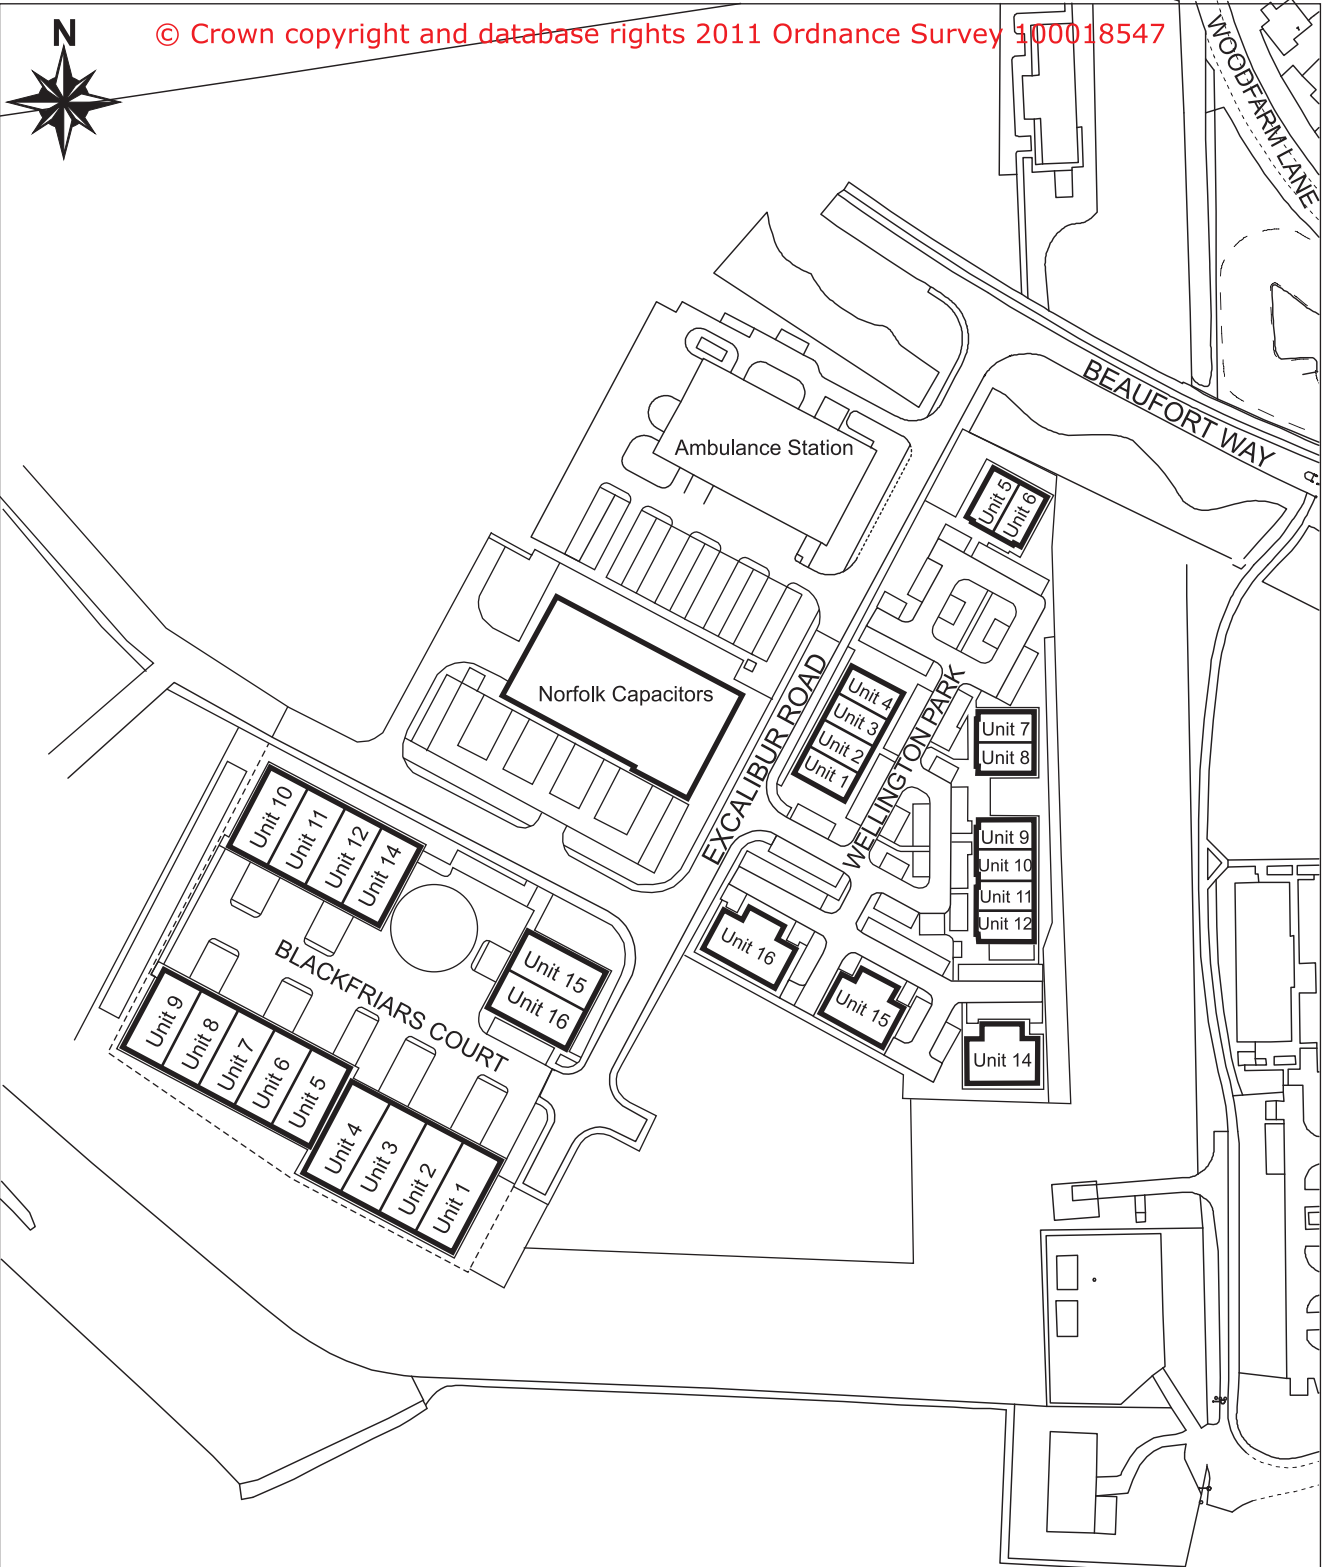 N
© Crown copyright and database rights 2011 Ordnance Survey 100018547
WOODFARM LANE
BEAUFORT WAY
Ambulance Station
Unit 5
Unit 6
Norfolk Capacitors
EXCALIBUR ROAD
Unit 4
Unit 3
Unit 2
Unit 1
WELLINGTON PARK
Unit 7
Unit 8
Unit 9
Unit 10
Unit 11
Unit 12
Unit 16
Unit 15
Unit 14
Unit 10
Unit 11
Unit 12
Unit 14
BLACKFRIARS COURT
Unit 15
Unit 16
Unit 9
Unit 8
Unit 7
Unit 6
Unit 5
Unit 4
Unit 3
Unit 2
Unit 1